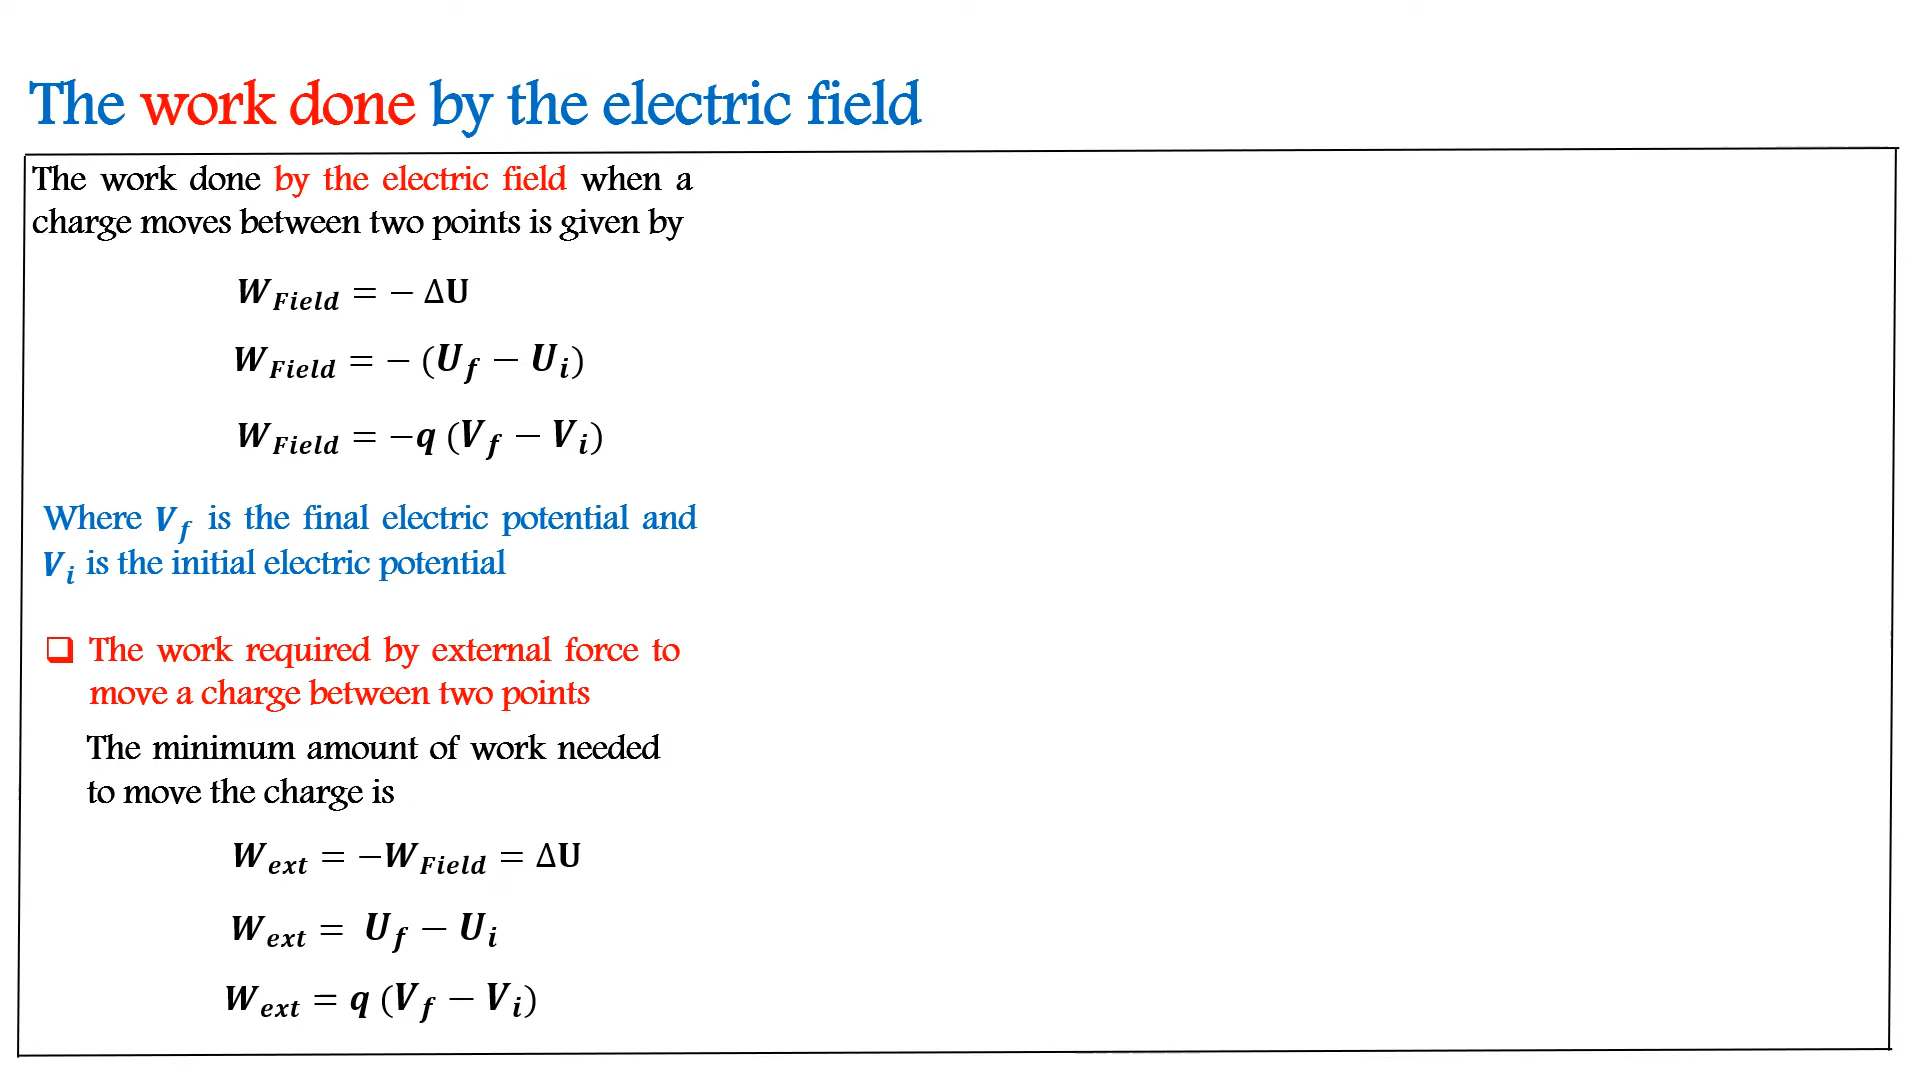 The work done by the electric field
The work done by the electric field when a
charge moves between two points is given by
W_Field = − ΔU
W_Field = − (U_f − U_i)
W_Field = −q (V_f − V_i)
Where V_f is the final electric potential and
V_i is the initial electric potential
❑ The work required by external force to
move a charge between two points
The minimum amount of work needed
to move the charge is
W_ext = −W_Field = ΔU
W_ext = U_f − U_i
W_ext = q (V_f − V_i)